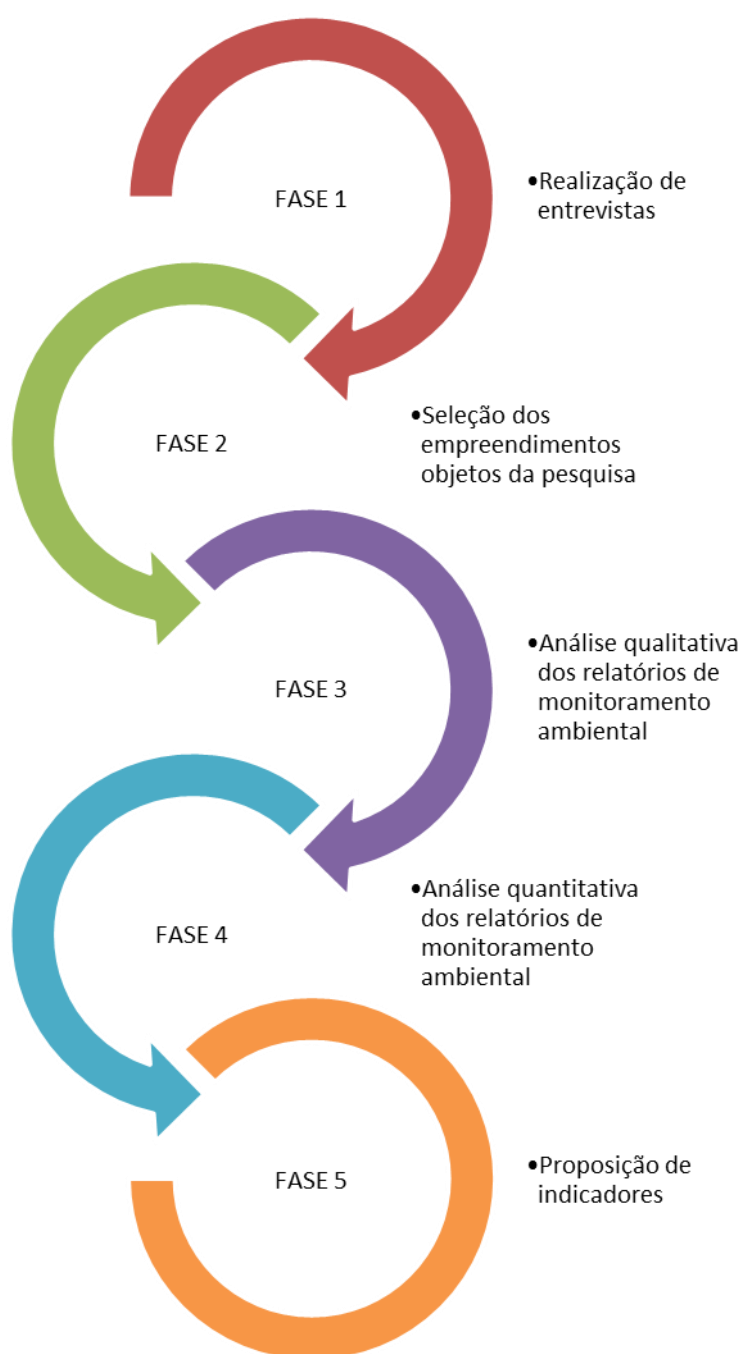 FASE 1
•Realização de
entrevistas
FASE 2
•Seleção dos
empreendimentos
objetos da pesquisa
FASE 3
•Análise qualitativa
dos relatórios de
monitoramento
ambiental
FASE 4
•Análise quantitativa
dos relatórios de
monitoramento
ambiental
FASE 5
•Proposição de
indicadores